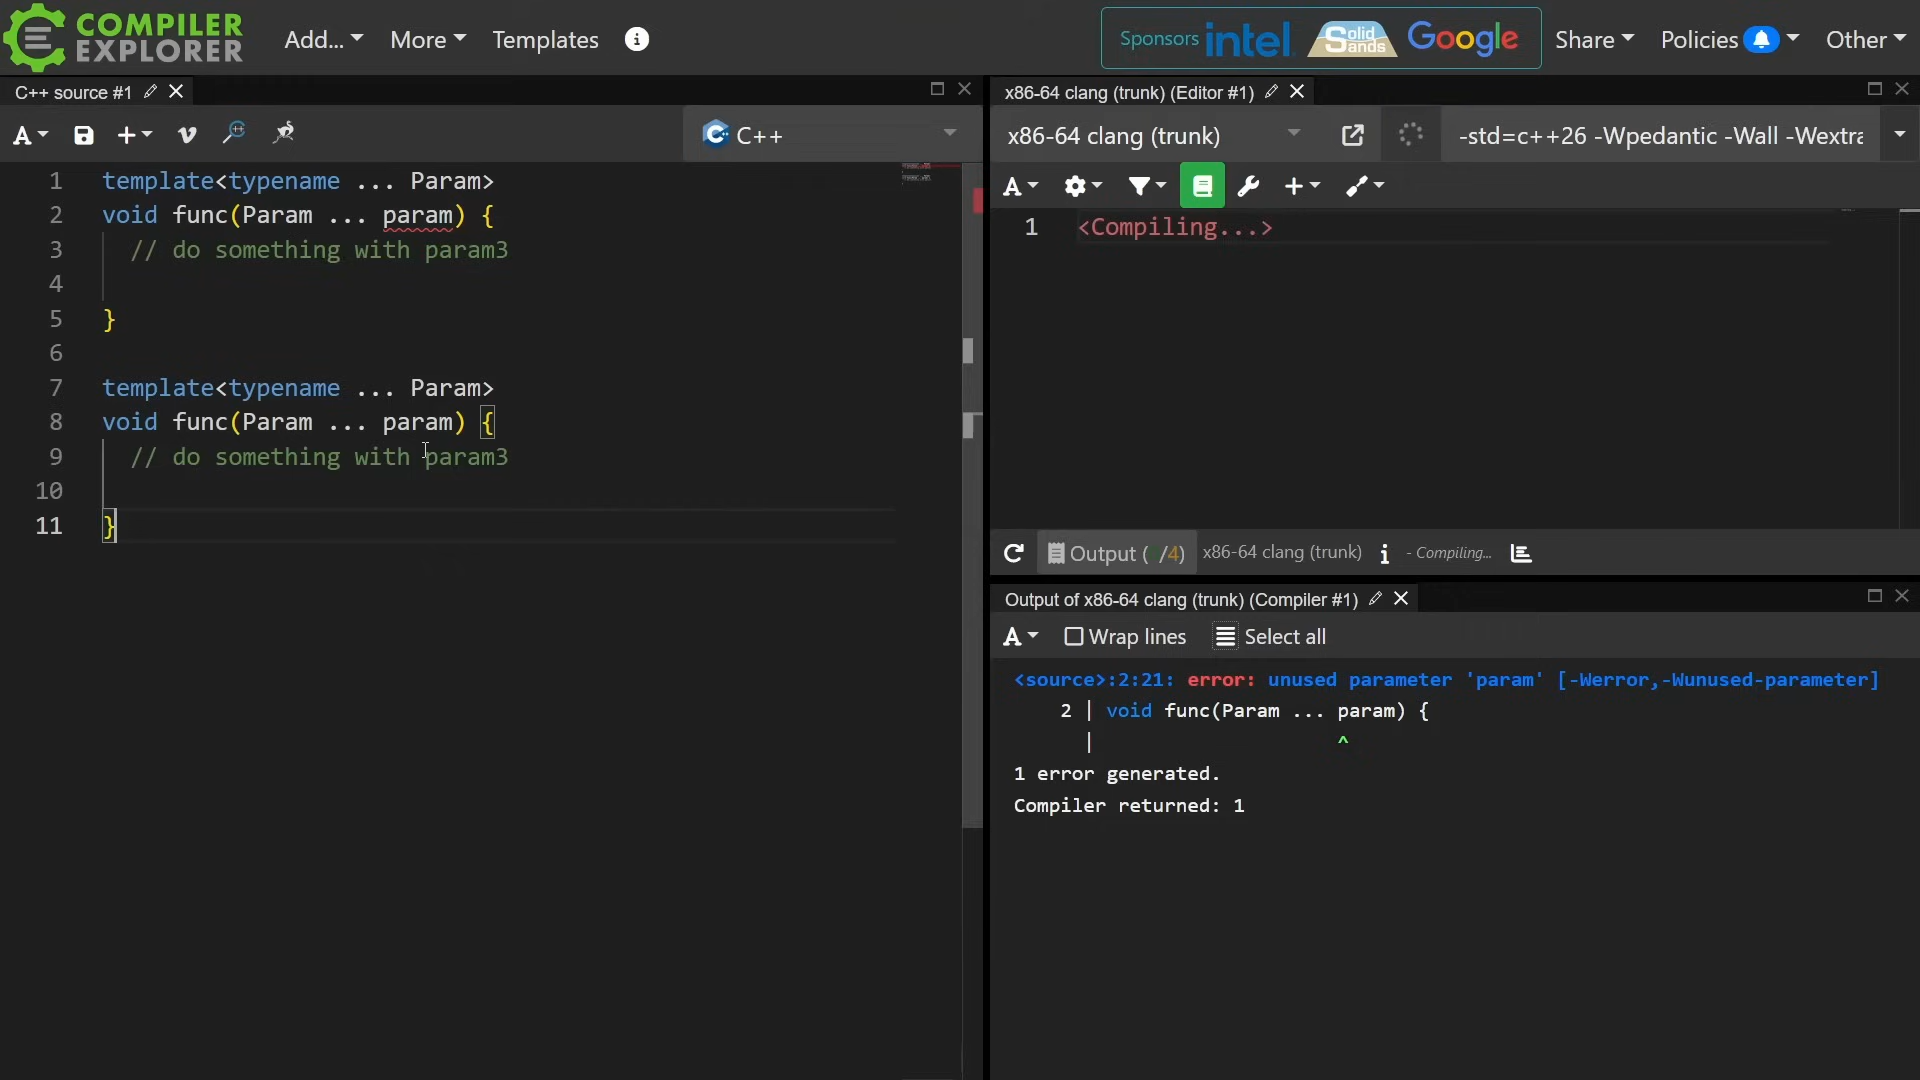 COMPILER
EXPLORER
Add...
More
Templates
Sponsors intel. Solid Sands Google
Share
Policies
Other
C++ source #1
A
C++
1 template<typename ... Param>
2 void func(Param ... param) {
3 // do something with param3
4
5 }
6
7 template<typename ... Param>
8 void func(Param ... param) {
9 // do something with param3
10
11 }
x86-64 clang (trunk) (Editor #1)
x86-64 clang (trunk)
-std=c++26 -Wpedantic -Wall -Wextra
A
1 <Compiling...>
Output ( /4) x86-64 clang (trunk) - Compiling...
Output of x86-64 clang (trunk) (Compiler #1)
A Wrap lines Select all
<source>:2:21: error: unused parameter 'param' [-Werror,-Wunused-parameter]
2 | void func(Param ... param) {
| ^
1 error generated.
Compiler returned: 1